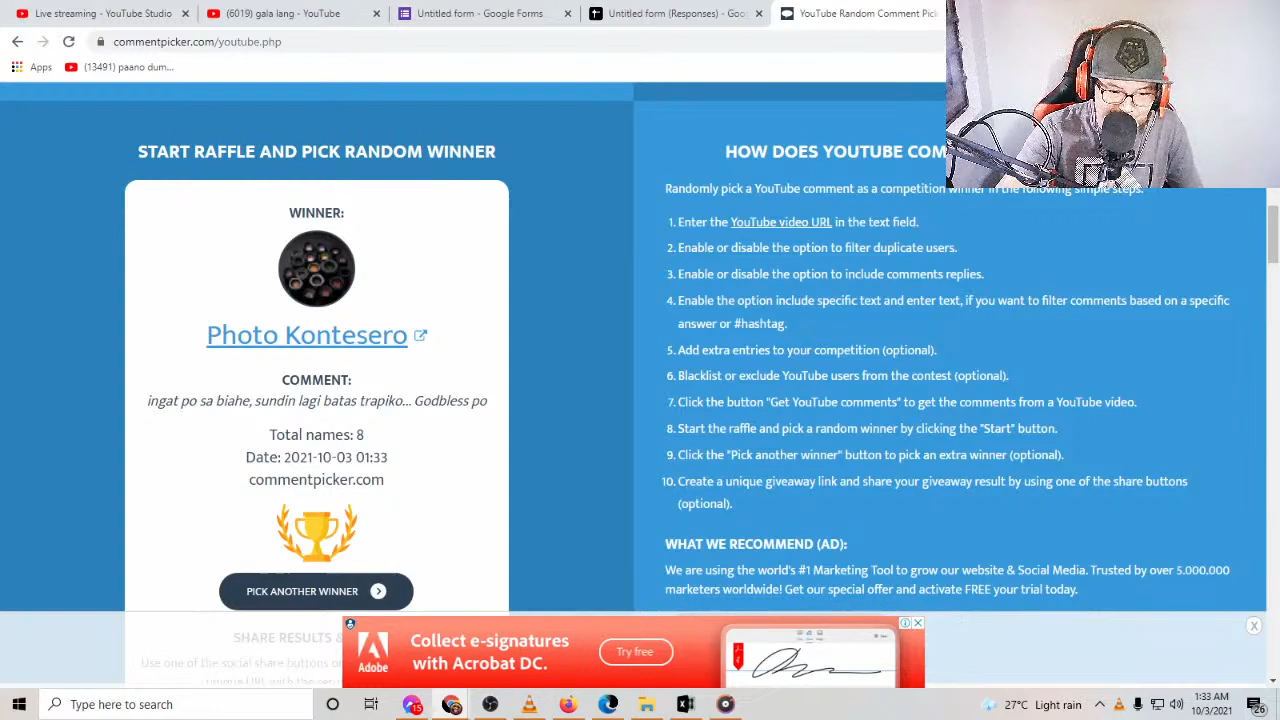 Live stream - YouTube Studio
(6019) gala lang - YouTube
Untitled form - Google Forms
Untitled form (Responses) - Goo
YouTube Random Comment Pick
commentpicker.com/youtube.php
Apps
(13491) paano dum...
START RAFFLE AND PICK RANDOM WINNER
WINNER:
Photo Kontesero
COMMENT:
ingat po sa biahe, sundin lagi batas trapiko... Godbless po
Total names: 8
Date: 2021-10-03 01:33
commentpicker.com
PICK ANOTHER WINNER
SHARE RESULTS &
Use one of the social share buttons or
HOW DOES YOUTUBE COM
Randomly pick a YouTube comment as a competition winner in the following simple steps.
1. Enter the YouTube video URL in the text field.
2. Enable or disable the option to filter duplicate users.
3. Enable or disable the option to include comments replies.
4. Enable the option include specific text and enter text, if you want to filter comments based on a specific
answer or #hashtag.
5. Add extra entries to your competition (optional).
6. Blacklist or exclude YouTube users from the contest (optional).
7. Click the button "Get YouTube comments" to get the comments from a YouTube video.
8. Start the raffle and pick a random winner by clicking the "Start" button.
9. Click the "Pick another winner" button to pick an extra winner (optional).
10. Create a unique giveaway link and share your giveaway result by using one of the share buttons
(optional).
WHAT WE RECOMMEND (AD):
We are using the world's #1 Marketing Tool to grow our website & Social Media. Trusted by over 5.000.000
marketers worldwide! Get our special offer and activate FREE your trial today.
Adobe
Collect e-signatures
with Acrobat DC.
Try free
X
Type here to search
15
27°C Light rain
1:33 AM
10/3/2021
26